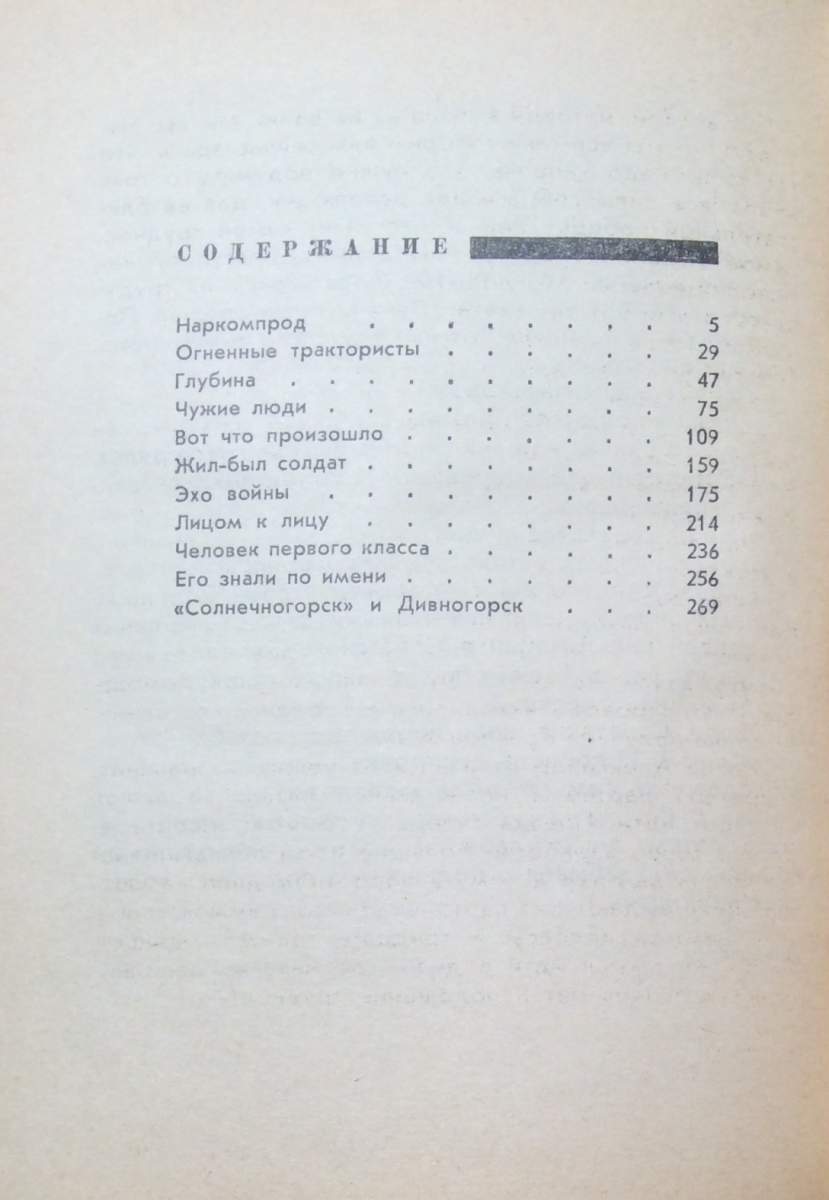 СОДЕРЖАНИЕ
Наркомпрод . . . . . . . . 5
Огненные трактористы . . . . . . 29
Глубина . . . . . . . . . . 47
Чужие люди . . . . . . . . . 75
Вот что произошло . . . . . . . 109
Жил-был солдат . . . . . . . . 159
Эхо войны . . . . . . . . . 175
Лицом к лицу . . . . . . . . 214
Человек первого класса . . . . . . 236
Его знали по имени . . . . . . . 256
«Солнечногорск» и Дивногорск . . . 269